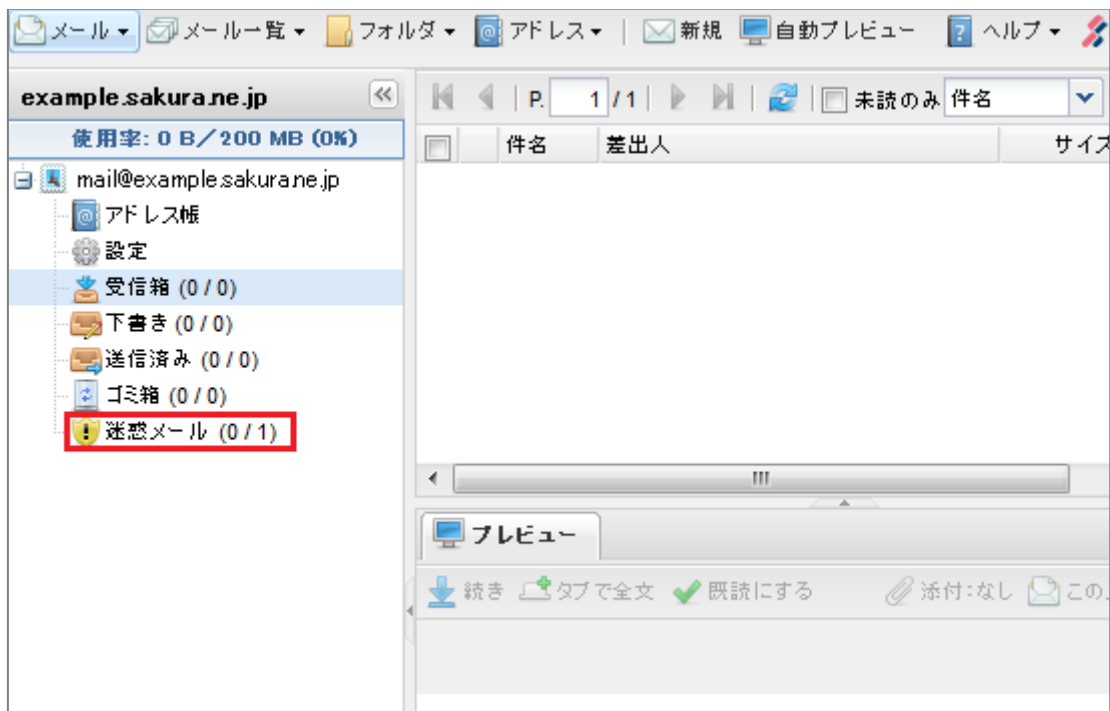 メール メール一覧 フォルダ アドレス 新規 自動プレビュー ヘルプ
example.sakura.ne.jp
P. 1 / 1 未読のみ 件名
使用率: 0 B／200 MB (0%)
件名 差出人 サイズ
mail@example.sakura.ne.jp
アドレス帳
設定
受信箱 (0 / 0)
下書き (0 / 0)
送信済み (0 / 0)
ゴミ箱 (0 / 0)
迷惑メール (0 / 1)
プレビュー
続き タブで全文 既読にする 添付:なし この